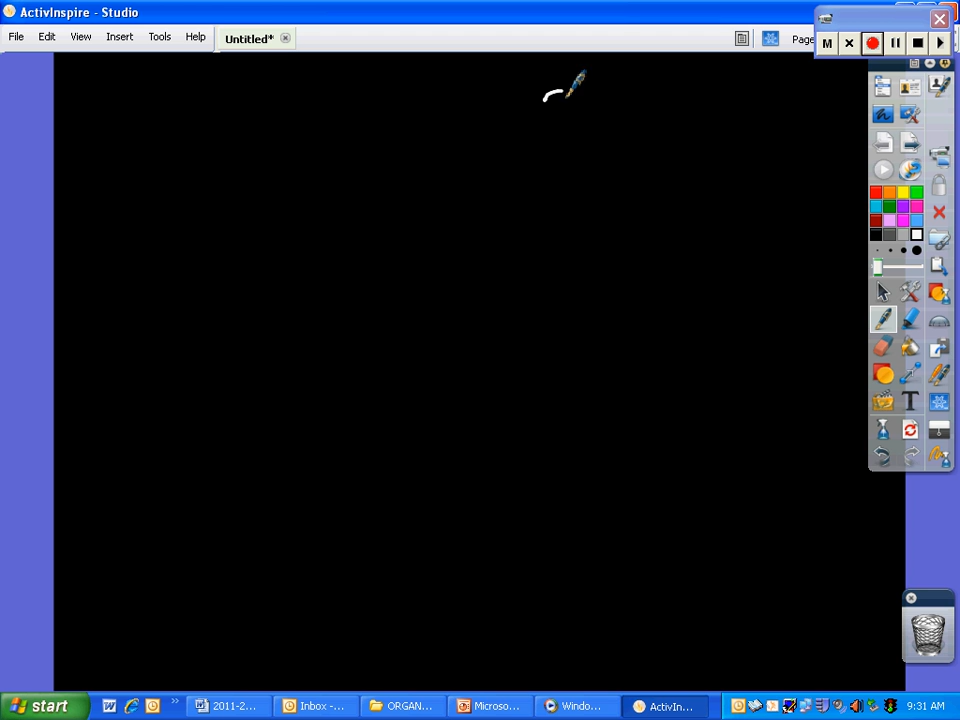 ActivInspire - Studio
File Edit View Insert Tools Help Untitled* Page
M
T
start 2011-2... Inbox -... ORGAN... Microso... Windo... ActivIn... 9:31 AM